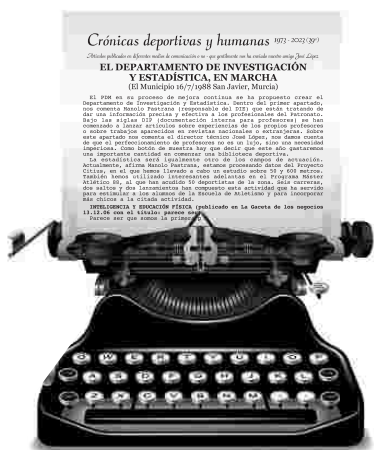 Crónicas deportivas y humanas 1973 - 2023 (39ª)
Artículos publicados en diferentes medios de comunicación o no - que gentilmente nos ha enviado nuestro amigo José López
EL DEPARTAMENTO DE INVESTIGACIÓN
Y ESTADÍSTICA, EN MARCHA
(El Municipio 16/7/1988 San Javier, Murcia)
El PDM en su proceso de mejora continua se ha propuesto crear el
Departamento de Investigación y Estadística. Dentro del primer apartado,
nos comenta Manolo Pastrana (responsable del DIE) que están tratando de
dar una información precisa y efectiva a los profesionales del Patronato.
Bajo las siglas DIP (documentación interna para profesores) se han
comenzado a lanzar artículos sobre experiencias de los propios profesores
o sobre trabajos aparecidos en revistas nacionales o extranjeras. Sobre
este apartado nos comenta el director técnico José López, nos damos cuenta
de que el perfeccionamiento de profesores no es un lujo, sino una necesidad
imperiosa. Como botón de muestra hay que decir que este año gastaremos
una importante cantidad en comenzar una biblioteca deportiva.
La estadística será igualmente otro de los campos de actuación.
Actualmente, afirma Manolo Pastrana, estamos procesando datos del Proyecto
Cities, en el que hemos llevado a cabo un estudio sobre 50 y 600 metros.
También hemos utilizado interesantes adelantos en el Programa Máster
Atlético 88, al que han acudido 50 deportistas de la zona. Seis carreras,
dos saltos y dos lanzamientos han compuesto esta actividad que ha servido
para estimular a los alumnos de la Escuela de Atletismo y para incorporar
más chicos a la citada actividad.
INTELIGENCIA Y EDUCACIÓN FÍSICA (publicado en La Gaceta de los negocios
13.12.06 con el título: parece ser
Parece ser que somos la primera
Q W E R T Y U I O
A S D F G H J K L
Z X C V B N M